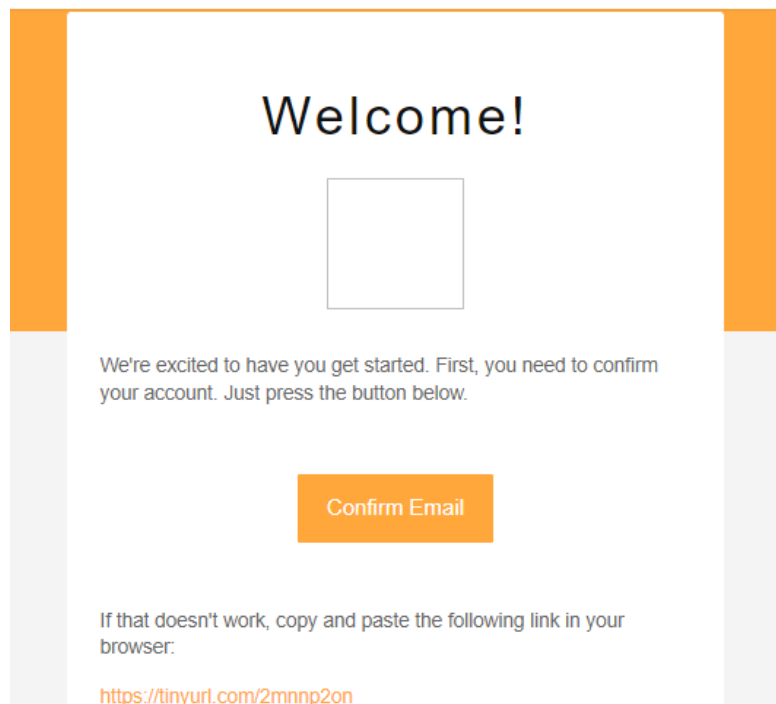 Welcome!
We're excited to have you get started. First, you need to confirm
your account. Just press the button below.
Confirm Email
If that doesn't work, copy and paste the following link in your
browser:
https://tinyurl.com/2mnnp2on